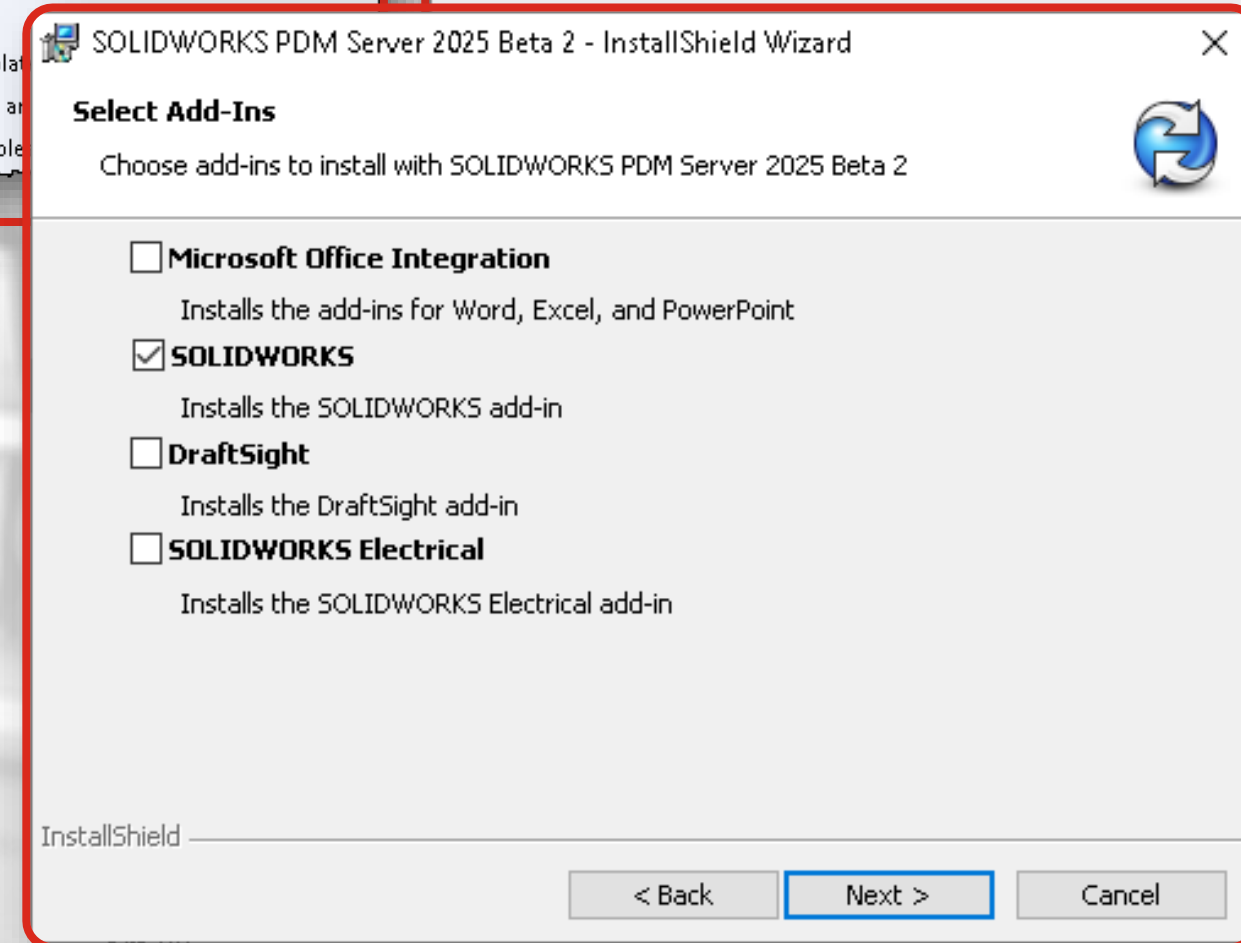 SOLIDWORKS PDM Server 2025 Beta 2 - InstallShield Wizard
Select Add-Ins
Choose add-ins to install with SOLIDWORKS PDM Server 2025 Beta 2
Microsoft Office Integration
Installs the add-ins for Word, Excel, and PowerPoint
SOLIDWORKS
Installs the SOLIDWORKS add-in
DraftSight
Installs the DraftSight add-in
SOLIDWORKS Electrical
Installs the SOLIDWORKS Electrical add-in
InstallShield
< Back
Next >
Cancel